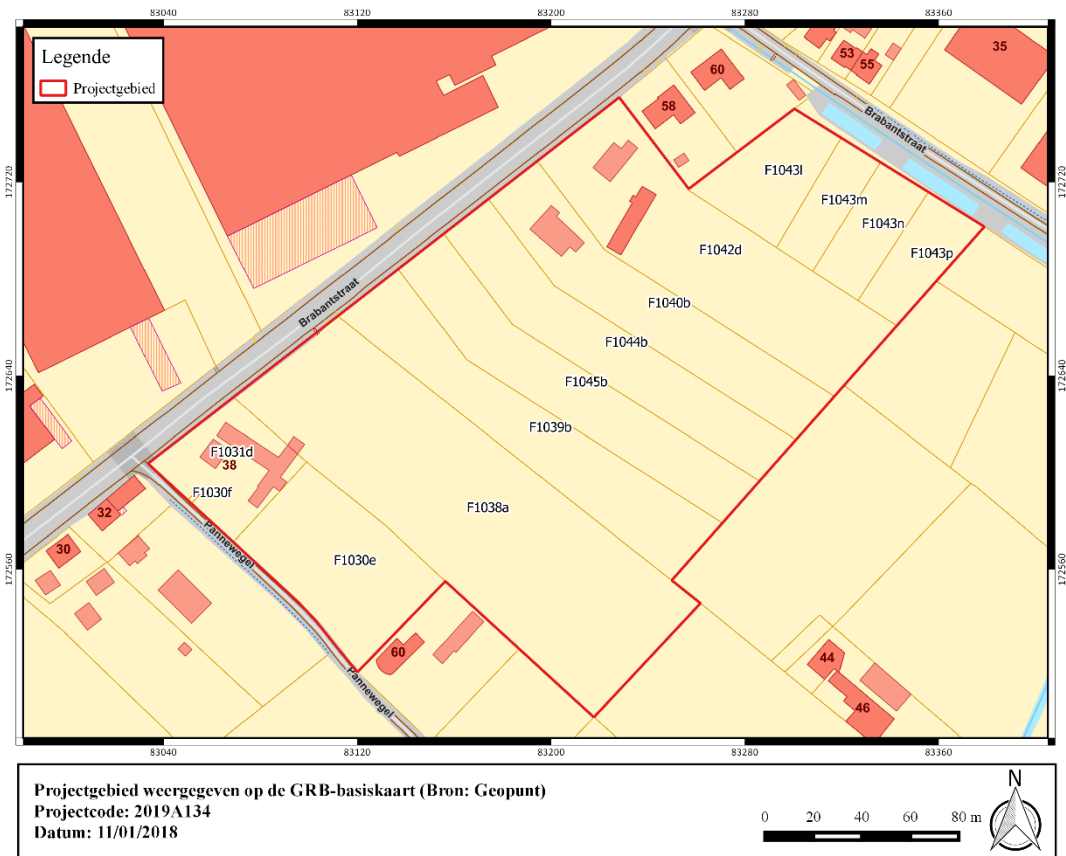 83040 83120 83200 83280 83360
Legende
Projectgebied
60
53
55
35
58
Brabantstraat
172720
172720
F1043l
F1043m
F1043n
F1043p
F1042d
Brabantstraat
F1040b
F1044b
172640
172640
F1045b
F1039b
F1031d
38
F1030f
F1038a
32
30
Pannewegel
F1030e
172560
172560
60
Pannewegel
44
46
83040 83120 83200 83280 83360
Projectgebied weergegeven op de GRB-basiskaart (Bron: Geopunt)
Projectcode: 2019A134
Datum: 11/01/2018
0 20 40 60 80 m
N